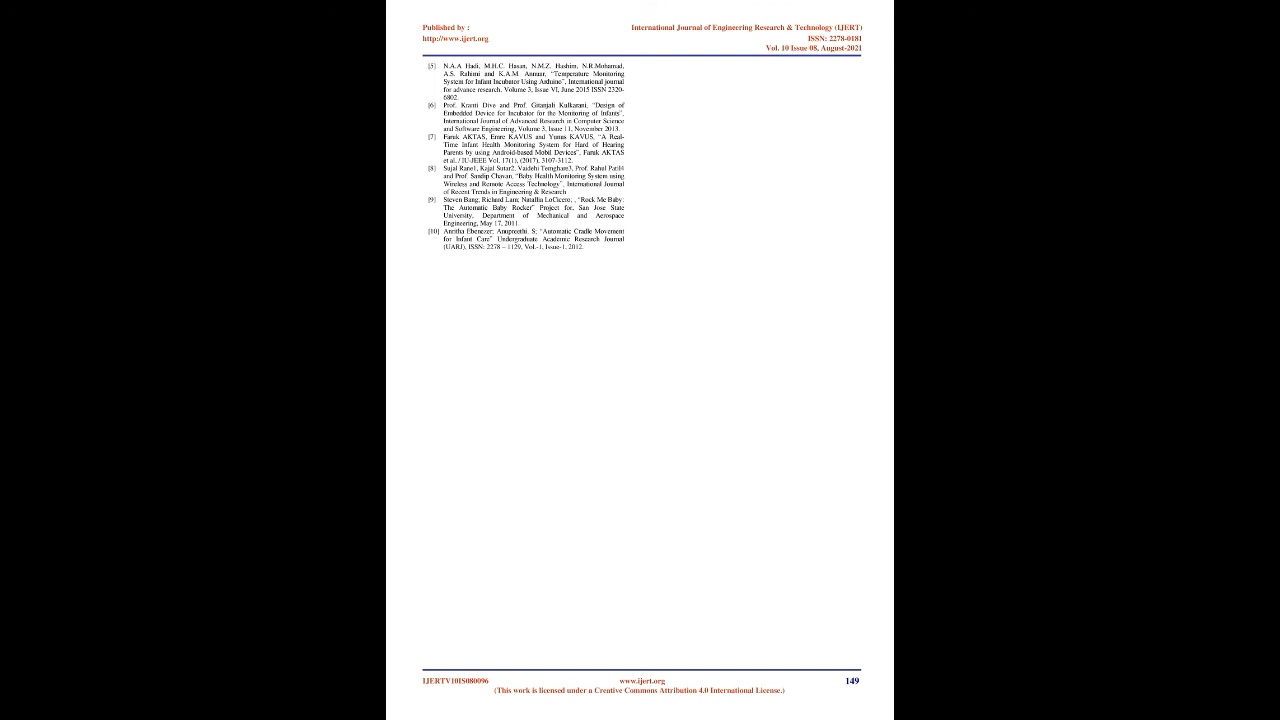 Published by :
http://www.ijert.org
International Journal of Engineering Research & Technology (IJERT)
ISSN: 2278-0181
Vol. 10 Issue 08, August-2021
[5] N.A.A Hadi, M.H.C. Hasan, N.M.Z. Hashim, N.R.Mohamad,
A.S. Rahimi and K.A.M. Annuar, “Temperature Monitoring
System for Infant Incubator Using Arduino”, International journal
for advance research, Volume 3, Issue VI, June 2015 ISSN 2320-
6802.
[6] Prof. Kranti Dive and Prof. Gitanjali Kulkarani, “Design of
Embedded Device for Incubator for the Monitoring of Infants”,
International Journal of Advanced Research in Computer Science
and Software Engineering, Volume 3, Issue 11, November 2013.
[7] Faruk AKTAS, Emre KAVUS and Yunus KAVUS, “A Real-
Time Infant Health Monitoring System for Hard of Hearing
Parents by using Android-based Mobil Devices”, Faruk AKTAS
et al. / IU-JEEE Vol. 17(1), (2017), 3107-3112.
[8] Sujal Rane1, Kajal Sutar2, Vaidehi Temghare3, Prof. Rahul Patil4
and Prof. Sandip Chavan, “Baby Health Monitoring System using
Wireless and Remote Access Technology”, International Journal
of Recent Trends in Engineering & Research
[9] Steven Bang; Richard Lam; Natallia LoCicero; , “Rock Me Baby:
The Automatic Baby Rocker” Project for, San Jose State
University, Department of Mechanical and Aerospace
Engineering, May 17, 2011.
[10] Anritha Ebenezer; Anupreethi. S; “Automatic Cradle Movement
for Infant Care” Undergraduate Academic Research Journal
(UARJ), ISSN: 2278 – 1129, Vol.-1, Issue-1, 2012.
IJERTV10IS080096
www.ijert.org
149
(This work is licensed under a Creative Commons Attribution 4.0 International License.)